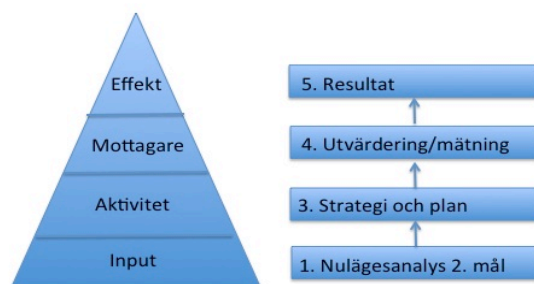 Effekt
Mottagare
Aktivitet
Input
5. Resultat
4. Utvärdering/mätning
3. Strategi och plan
1. Nulägesanalys 2. mål